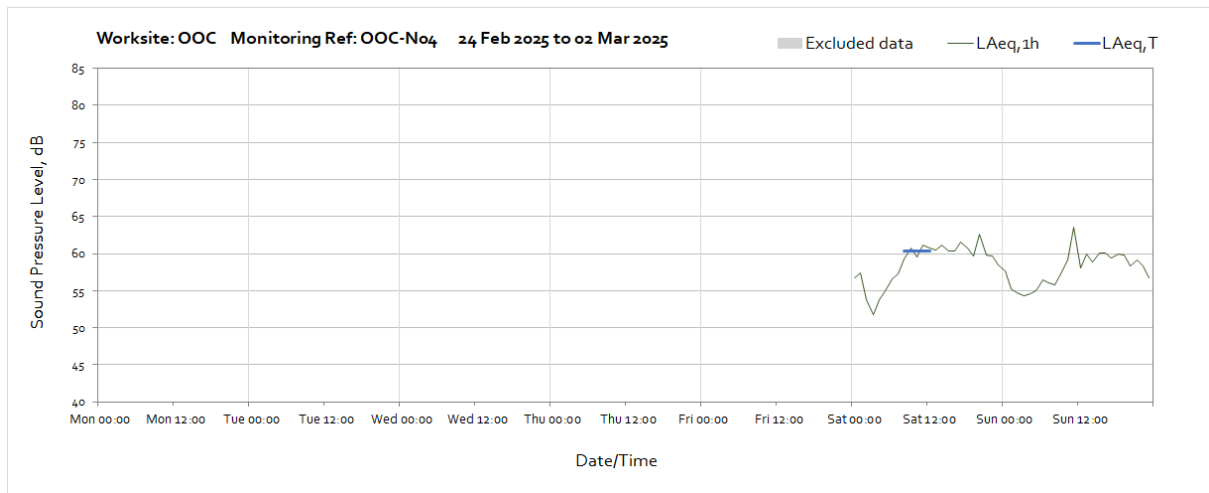 Worksite: OOC Monitoring Ref: OOC-N04 24 Feb 2025 to 02 Mar 2025
Excluded data LAeq,1h LAeq,T
85
80
75
70
65
60
55
50
45
40
Sound Pressure Level, dB
Mon 00:00 Mon 12:00 Tue 00:00 Tue 12:00 Wed 00:00 Wed 12:00 Thu 00:00 Thu 12:00 Fri 00:00 Fri 12:00 Sat 00:00 Sat 12:00 Sun 00:00 Sun 12:00
Date/Time